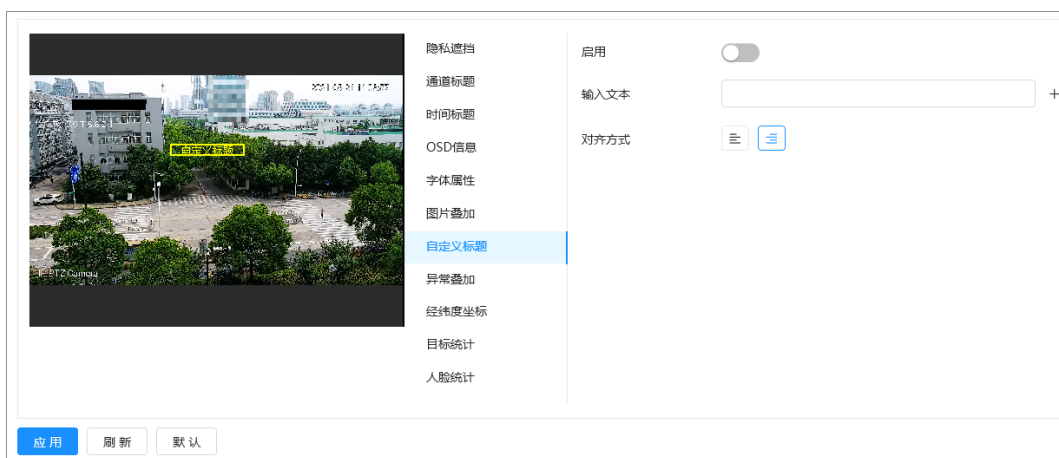 自定义标题
IP PTZ Camera
隐私遮挡
通道标题
时间标题
OSD信息
字体属性
图片叠加
自定义标题
异常叠加
经纬度坐标
目标统计
人脸统计
启用
输入文本
+
对齐方式
应用
刷新
默认